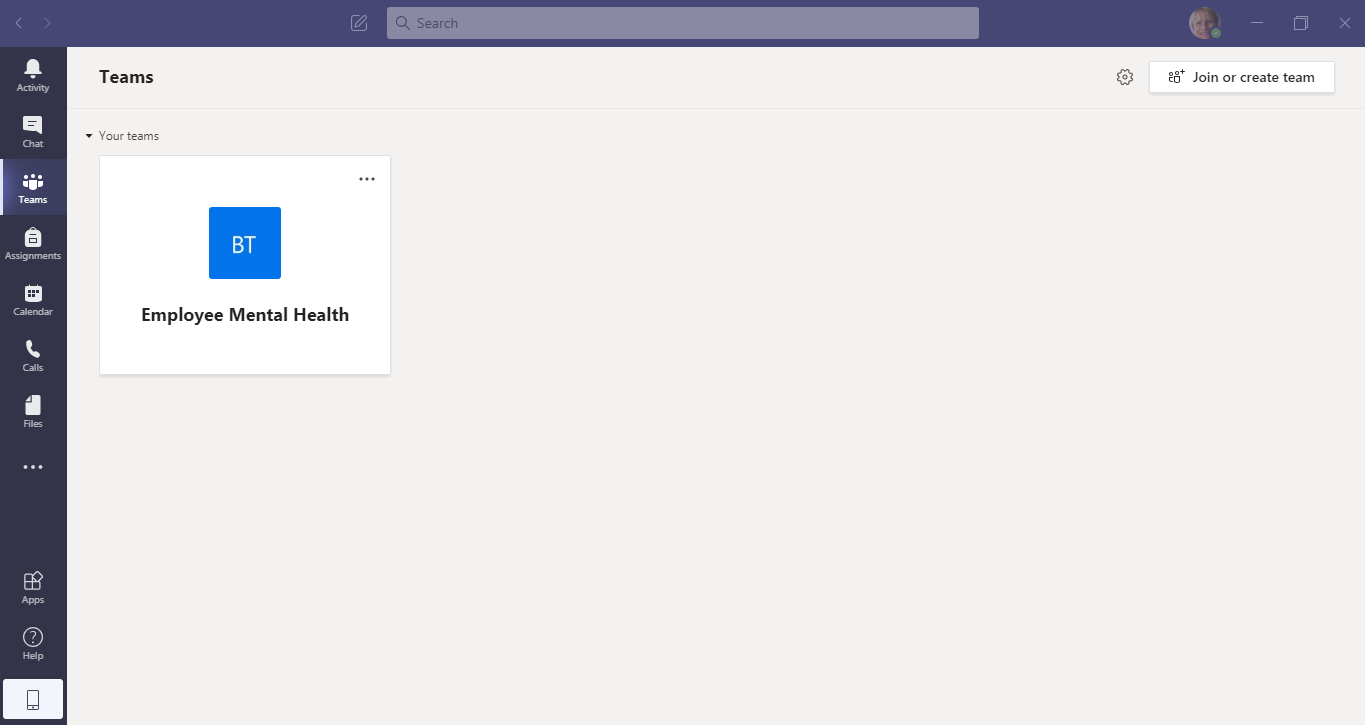 Search
Activity
Chat
Teams
Assignments
Calendar
Calls
Files
Apps
Help
Teams
Join or create team
Your teams
BT
Employee Mental Health